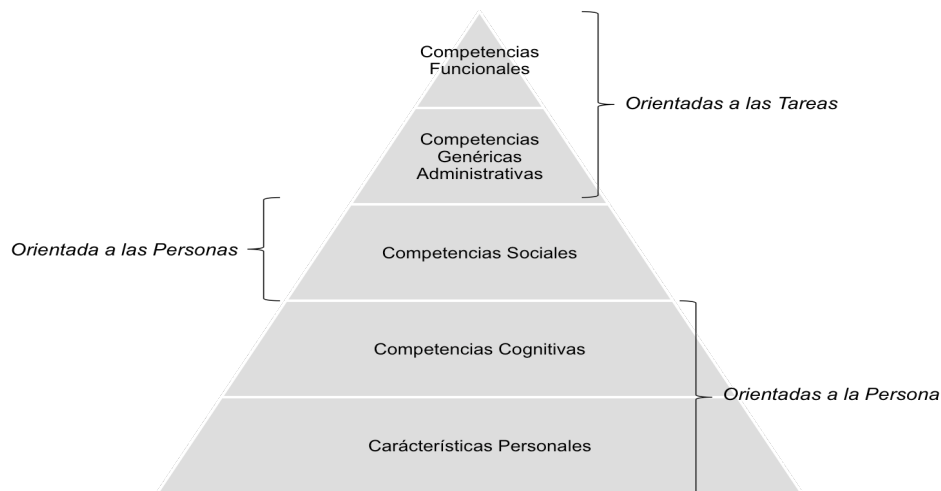 Competencias
Funcionales
Orientadas a las Tareas
Competencias
Genéricas
Administrativas
Orientada a las Personas
Competencias Sociales
Competencias Cognitivas
Orientadas a la Persona
Carácterísticas Personales